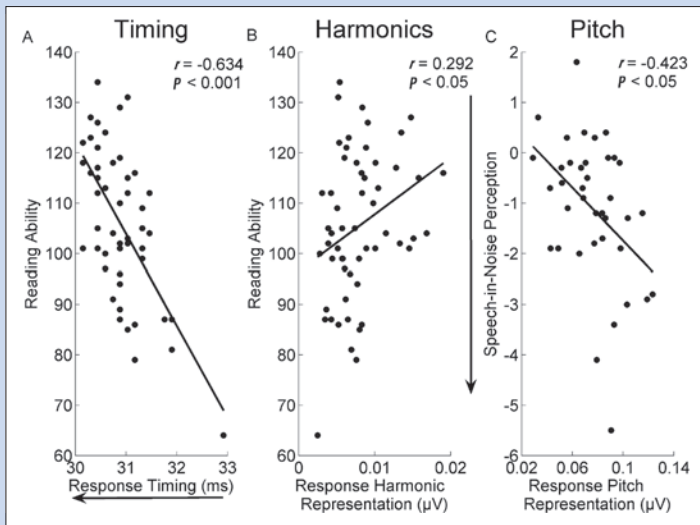 A
Timing
r = -0.634
P < 0.001
Reading Ability
140
130
120
110
100
90
80
70
60
30
31
32
33
Response Timing (ms)
B
Harmonics
r = 0.292
P < 0.05
Reading Ability
140
130
120
110
100
90
80
70
60
0
0.01
0.02
Response Harmonic
Representation (µV)
C
Pitch
r = -0.423
P < 0.05
Speech-in-Noise Perception
2
1
0
-1
-2
-3
-4
-5
-6
0.02
0.06
0.1
0.14
Response Pitch
Representation (µV)